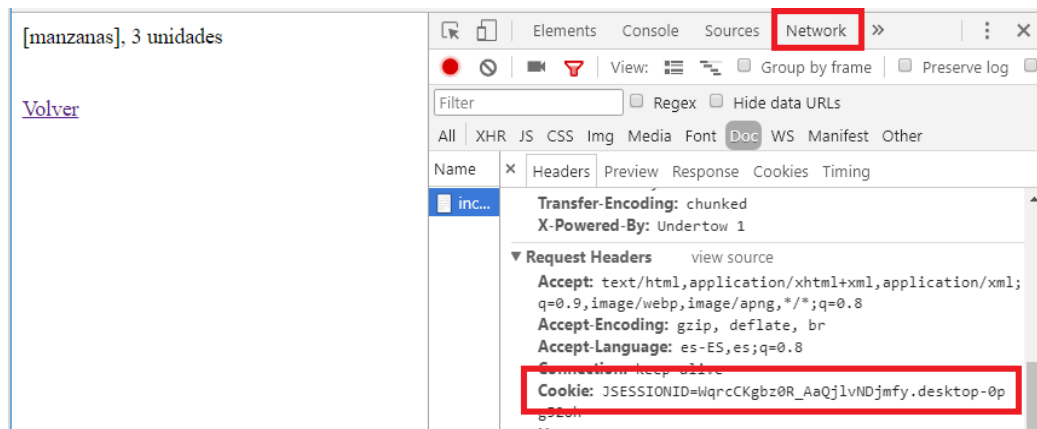 [manzanas], 3 unidades
Volver
Elements Console Sources Network »
View: Group by frame Preserve log
Filter Regex Hide data URLs
All XHR JS CSS Img Media Font Doc WS Manifest Other
Name × Headers Preview Response Cookies Timing
inc...
Transfer-Encoding: chunked
X-Powered-By: Undertow 1
▼ Request Headers view source
Accept: text/html,application/xhtml+xml,application/xml;
q=0.9,image/webp,image/apng,*/*;q=0.8
Accept-Encoding: gzip, deflate, br
Accept-Language: es-ES,es;q=0.8
Connection: keep-alive
Cookie: JSESSIONID=WqrcCKgbz0R_AaQjlvNDjmfy.desktop-0p